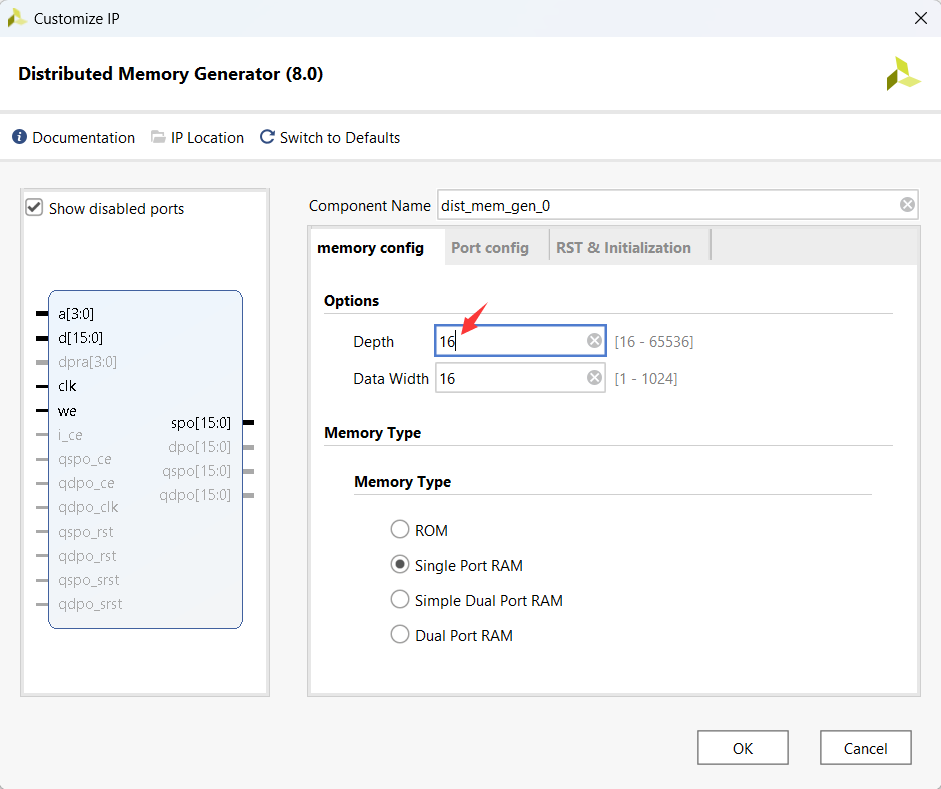 Customize IP
Distributed Memory Generator (8.0)
Documentation IP Location Switch to Defaults
Show disabled ports
a[3:0]
d[15:0]
dpra[3:0]
clk
we
i_ce
qspo_ce
qdpo_ce
qdpo_clk
qspo_rst
qdpo_rst
qspo_srst
qdpo_srst
spo[15:0]
dpo[15:0]
qspo[15:0]
qdpo[15:0]
Component Name dist_mem_gen_0
memory config Port config RST & Initialization
Options
Depth 16 [16 - 65536]
Data Width 16 [1 - 1024]
Memory Type
Memory Type
ROM
Single Port RAM
Simple Dual Port RAM
Dual Port RAM
OK Cancel